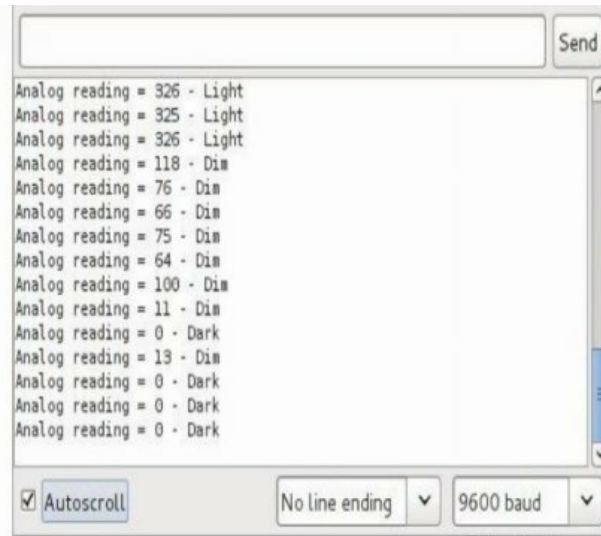 Send
Analog reading = 326 - Light
Analog reading = 325 - Light
Analog reading = 326 - Light
Analog reading = 118 - Dim
Analog reading = 76 - Dim
Analog reading = 66 - Dim
Analog reading = 75 - Dim
Analog reading = 64 - Dim
Analog reading = 100 - Dim
Analog reading = 11 - Dim
Analog reading = 0 - Dark
Analog reading = 13 - Dim
Analog reading = 0 - Dark
Analog reading = 0 - Dark
Analog reading = 0 - Dark
Autoscroll No line ending 9600 baud